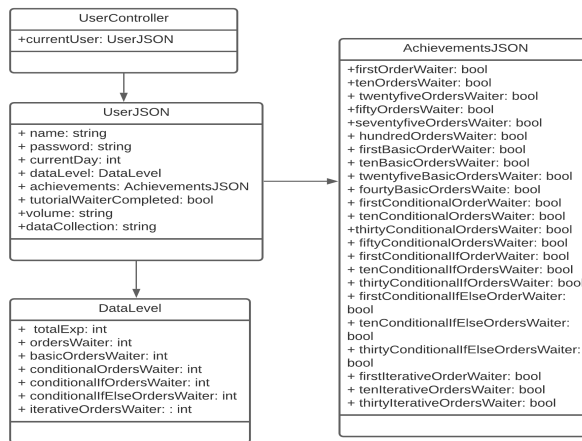 UserController
+currentUser: UserJSON
UserJSON
+ name: string
+ password: string
+ currentDay: int
+ dataLevel: DataLevel
+ achievements: AchievementsJSON
+ tutorialWaiterCompleted: bool
+volume: string
+dataCollection: string
DataLevel
+ totalExp: int
+ ordersWaiter: int
+ basicOrdersWaiter: int
+ conditionalOrdersWaiter: int
+ conditionalIfOrdersWaiter: int
+ conditionalIfElseOrdersWaiter: int
+ iterativeOrdersWaiter: : int
AchievementsJSON
+firstOrderWaiter: bool
+tenOrdersWaiter: bool
+ twentyfiveOrdersWaiter: bool
+fiftyOrdersWaiter: bool
+seventyfiveOrdersWaiter: bool
+ hundredOrdersWaiter: bool
+ firstBasicOrderWaiter: bool
+ tenBasicOrdersWaiter: bool
+ twentyfiveBasicOrdersWaiter: bool
+ fourtyBasicOrdersWaite: bool
+ firstConditionalOrderWaiter: bool
+ tenConditionalOrdersWaiter: bool
+thirtyConditionalOrdersWaiter: bool
+ fiftyConditionalOrdersWaiter: bool
+ firstConditionalIfOrderWaiter: bool
+ tenConditionalIfOrdersWaiter: bool
+ thirtyConditionalIfOrdersWaiter: bool
+ firstConditionalIfElseOrderWaiter:
bool
+ tenConditionalIfElseOrdersWaiter:
bool
+ thirtyConditionalIfElseOrdersWaiter:
bool
+ firstIterativeOrderWaiter: bool
+ tenIterativeOrdersWaiter: bool
+ thirtyIterativeOrdersWaiter: bool